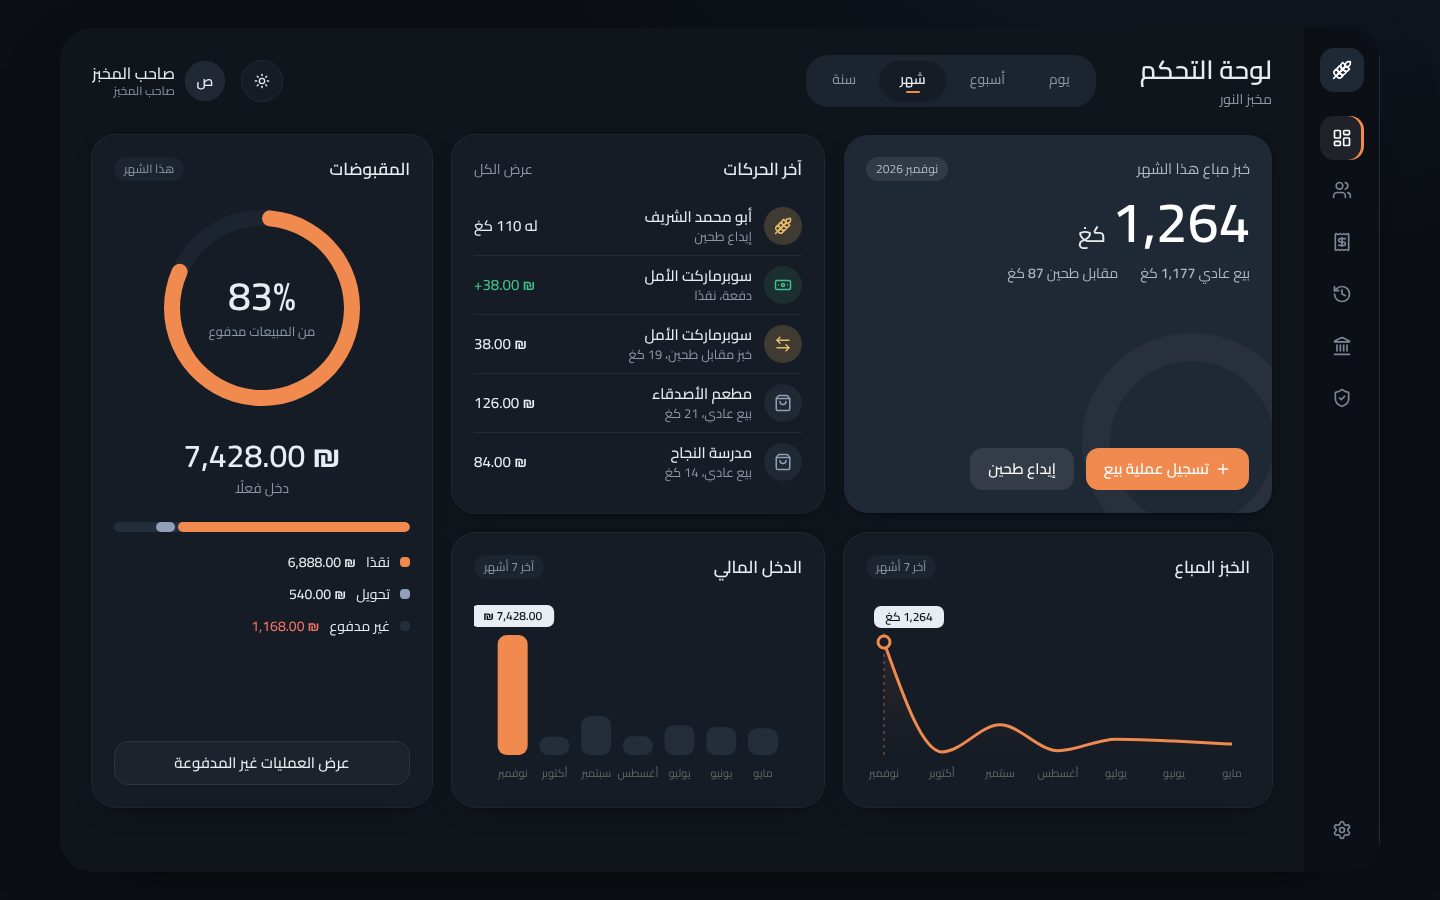 لوحة التحكم
مخبز النور
يوم
أسبوع
شهر
سنة
ص
صاحب المخبز
صاحب المخبز
خبز مباع هذا الشهر
نوفمبر 2026
1,264 كغ
بيع عادي 1,177 كغ
مقابل طحين 87 كغ
تسجيل عملية بيع
إيداع طحين
آخر الحركات
عرض الكل
أبو محمد الشريف
إيداع طحين
له 110 كغ
سوبرماركت الأمل
دفعة، نقدًا
+38.00 ₪
سوبرماركت الأمل
خبز مقابل طحين، 19 كغ
38.00 ₪
مطعم الأصدقاء
بيع عادي، 21 كغ
126.00 ₪
مدرسة النجاح
بيع عادي، 14 كغ
84.00 ₪
المقبوضات
هذا الشهر
83%
من المبيعات مدفوع
7,428.00 ₪
دخل فعلًا
نقدًا 6,888.00 ₪
تحويل 540.00 ₪
غير مدفوع 1,168.00 ₪
عرض العمليات غير المدفوعة
الخبز المباع
آخر 7 أشهر
1,264 كغ
مايو
يونيو
يوليو
أغسطس
سبتمبر
أكتوبر
نوفمبر
الدخل المالي
آخر 7 أشهر
7,428.00 ₪
مايو
يونيو
يوليو
أغسطس
سبتمبر
أكتوبر
نوفمبر